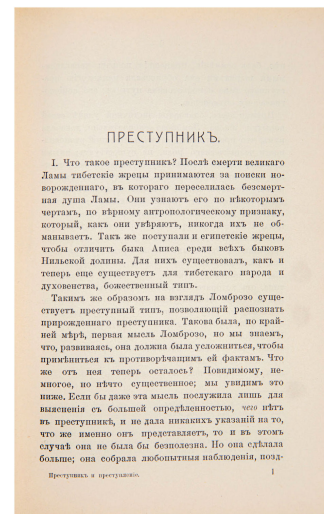 ПРЕСТУПНИКЪ.
I. Что такое преступник? Послѣ смерти великаго
Ламы тибетскіе жрецы принимаются за поиски но-
ворожденнаго, въ котораго переселилась безсмерт-
ная душа Ламы. Они узнаютъ его по нѣкоторымъ
чертамъ, по вѣрному антропологическому признаку,
который, какъ они увѣряютъ, никогда ихъ не об-
манываетъ. Такъ же поступали и египетскіе жрецы,
чтобы отличить быка Аписа среди всѣхъ быковъ
Нильской долины. Для нихъ существовалъ, какъ и
теперь еще существуетъ для тибетскаго народа и
духовенства, божественный типъ.
Такимъ же образомъ на взглядъ Ломброзо суще-
ствуетъ преступный типъ, позволяющій распознать
прирожденнаго преступника. Такова была, по край-
ней мѣрѣ, первая мысль Ломброзо, но мы знаемъ,
что, развиваясь, она должна была усложниться, чтобы
примѣниться къ противорѣчащимъ ей фактамъ. Что
же отъ нея теперь осталось? Повидимому, не-
многое, но нѣчто существенное; мы увидимъ это
ниже. Если бы даже эта мысль послужила лишь для
выясненія съ большей опредѣленностью, чего нѣтъ
въ преступникѣ, и не дала никакихъ указаній на то,
что же именно онъ представляетъ, то и въ этомъ
случаѣ она не была бы безполезна. Но она сдѣлала
больше; она собрала любопытныя наблюденія, позд-
Преступникъ и преступленіе. 1